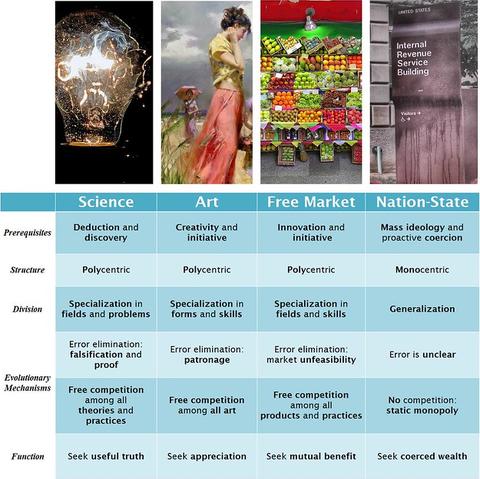 UNITED STATES
Internal
Revenue
Service
Building
Visitors →
Science
Art
Free Market
Nation-State
Prerequisites
Deduction and
discovery
Creativity and
initiative
Innovation and
initiative
Mass ideology and
proactive coercion
Structure
Polycentric
Polycentric
Polycentric
Monocentric
Division
Specialization in
fields and problems
Specialization in
forms and skills
Specialization in
fields and skills
Generalization
Evolutionary
Mechanisms
Error elimination:
falsification and
proof
Error elimination:
patronage
Error elimination:
market unfeasibility
Error is unclear
Free competition
among all
theories and
practices
Free competition
among all art
Free competition
among all
products and practices
No competition:
static monopoly
Function
Seek useful truth
Seek appreciation
Seek mutual benefit
Seek coerced wealth